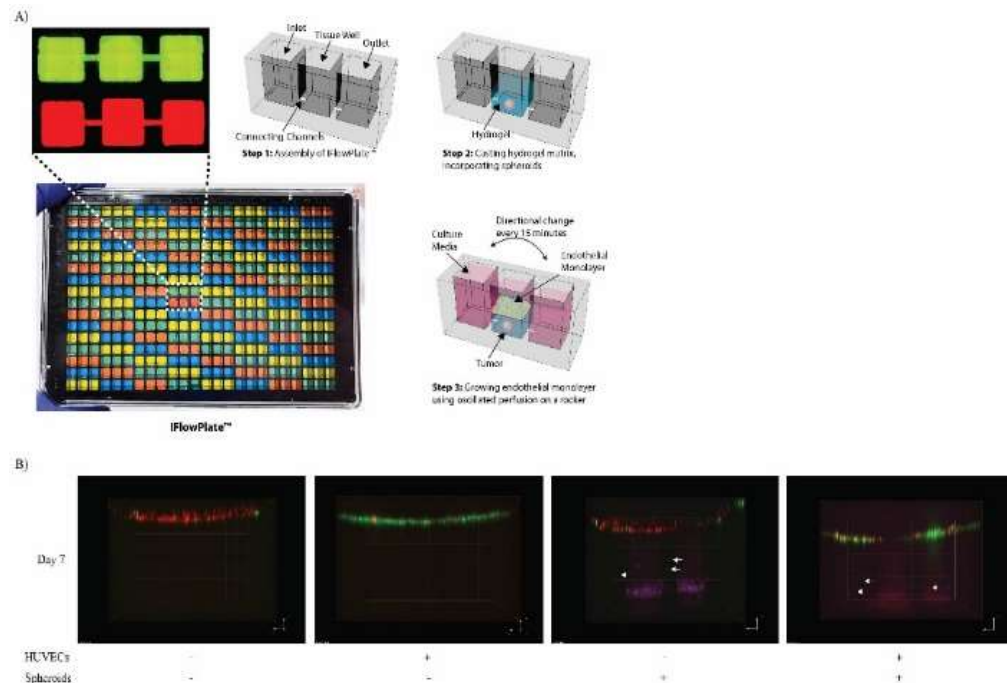 A)
Inlet
Tissue Well
Outlet
Connecting Channels
Step 1: Assembly of IFlowPlate™
Hydrogel
Step 2: Casting hydrogel matrix,
incorporating spheroids
IFlowPlate™
Directional change
every 15 minutes
Culture
Media
Endothelial
Monolayer
Tumor
Step 3: Growing endothelial monolayer
using oscillated perfusion on a rocker
B)
Day 7
HUVECs - + - +
Spheroids - - + +